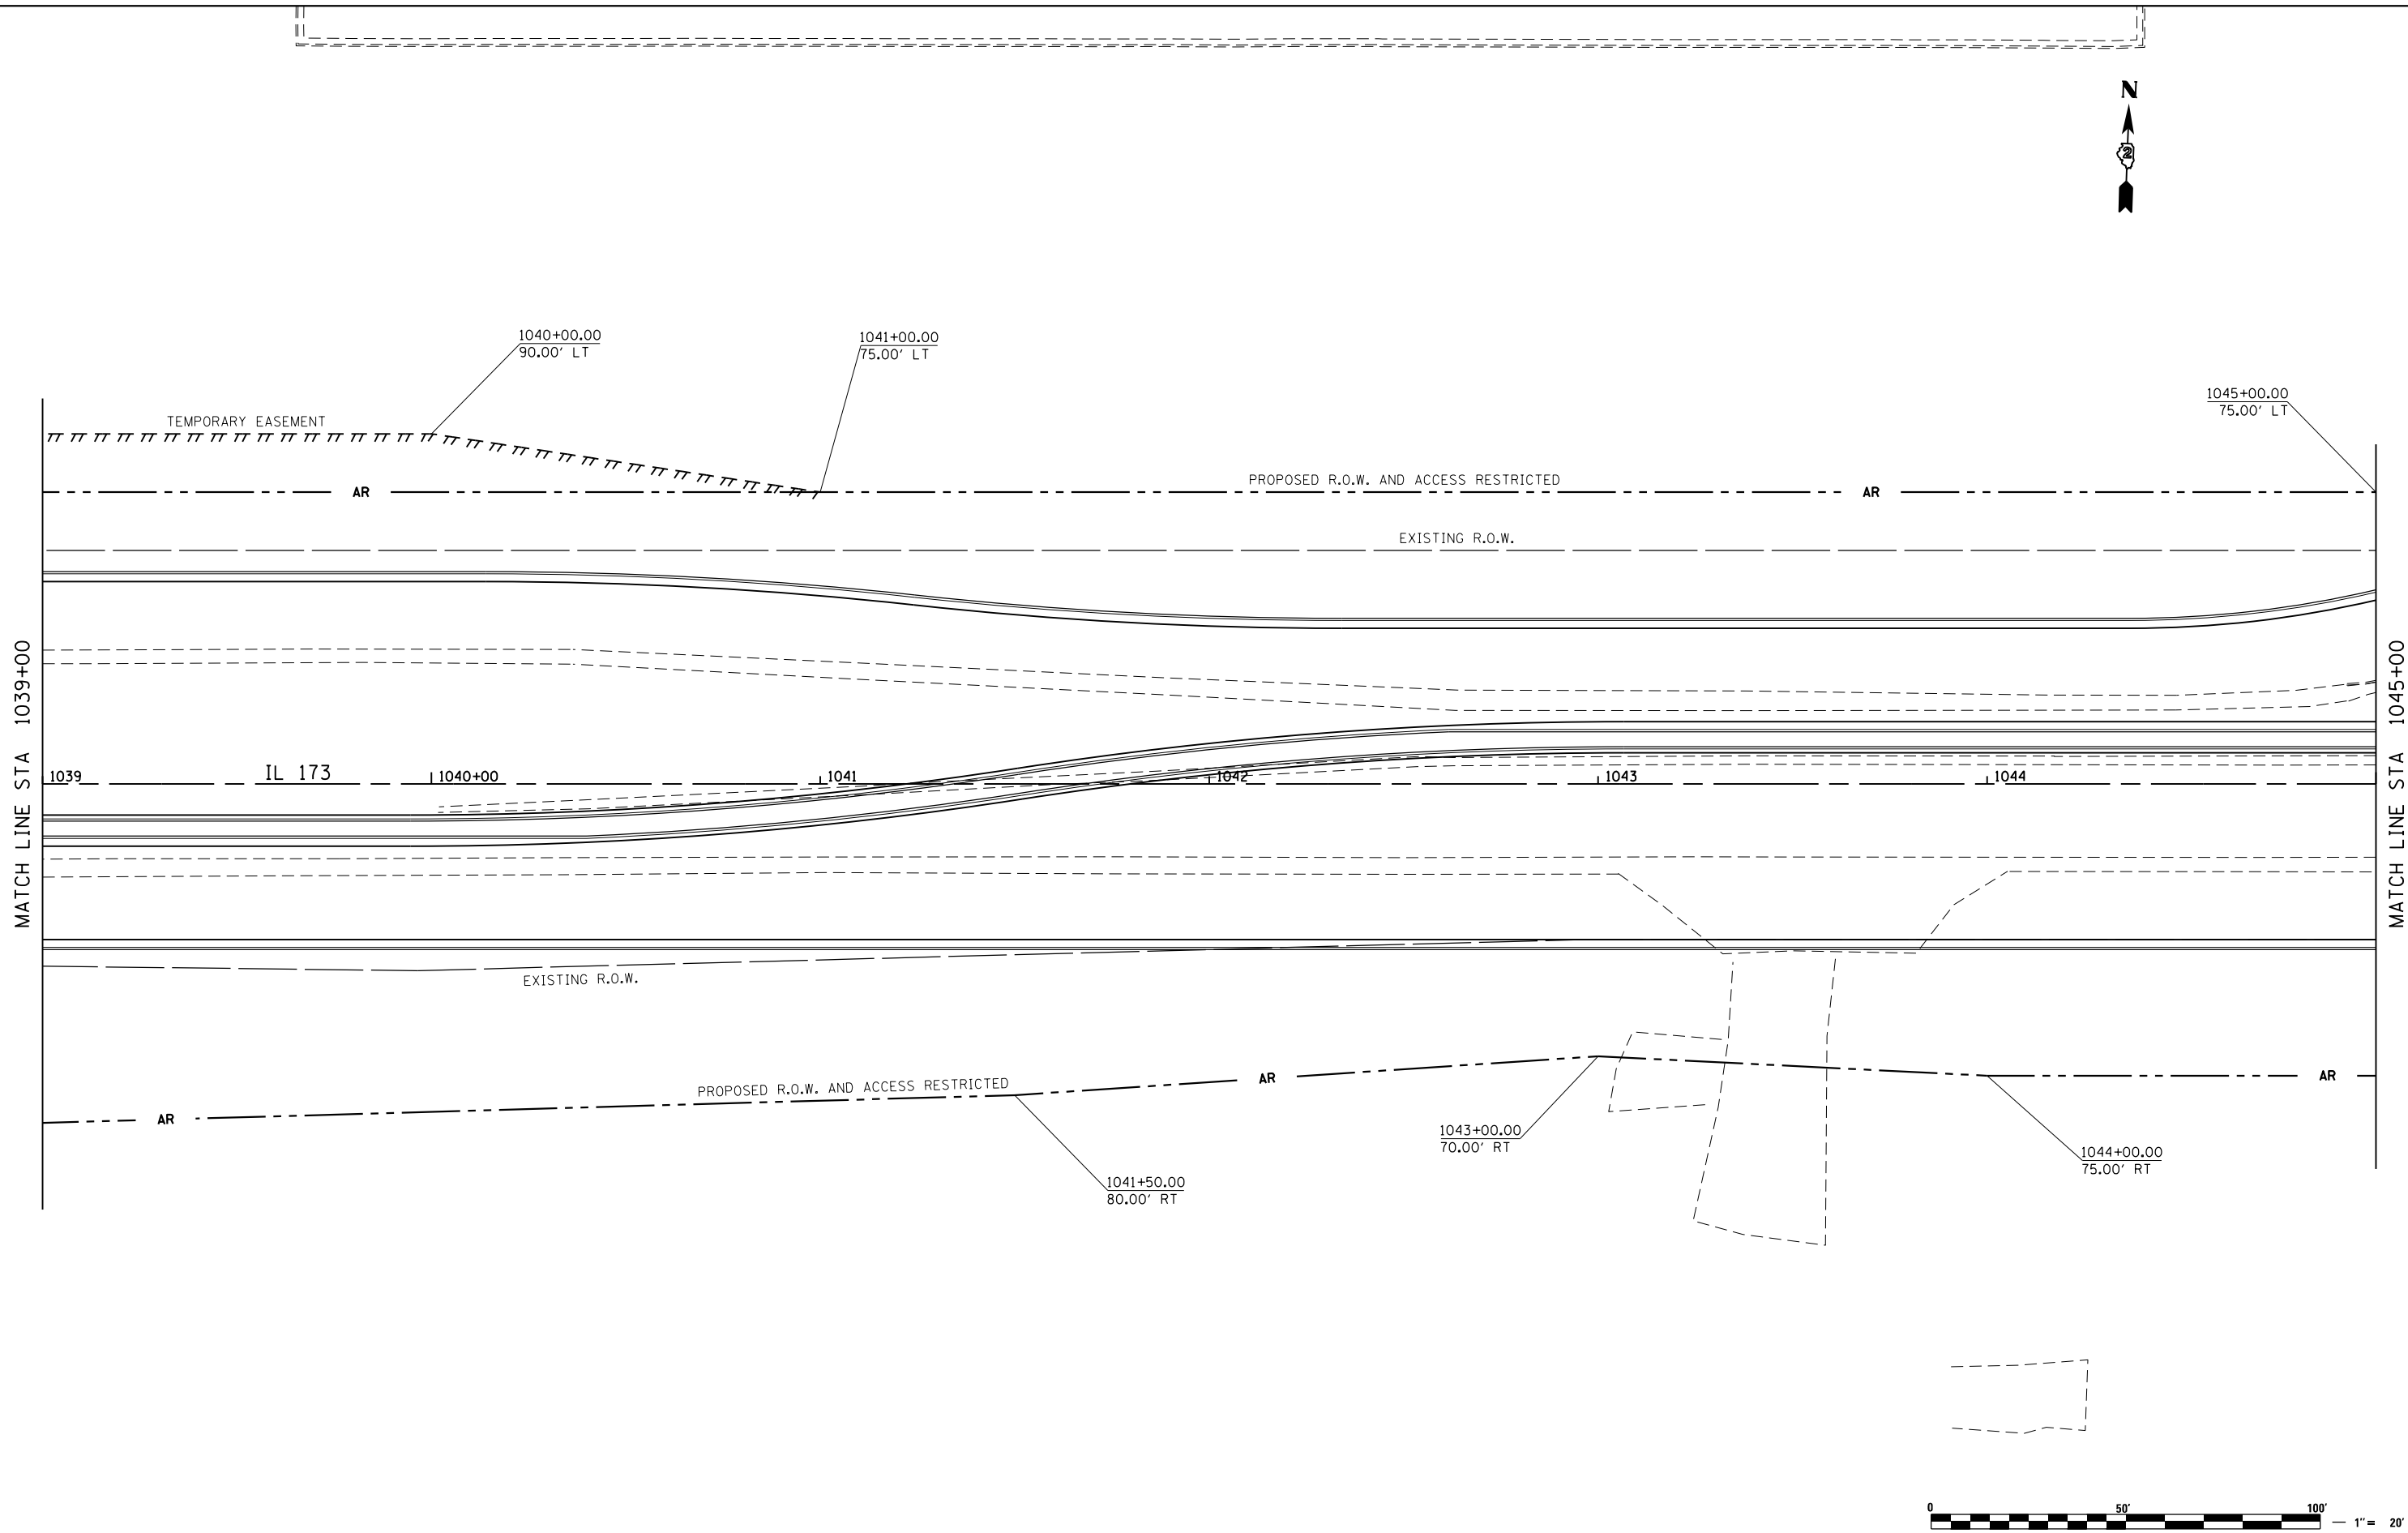 N
2
1040+00.00
90.00' LT
1041+00.00
75.00' LT
1045+00.00
75.00' LT
TEMPORARY EASEMENT
PROPOSED R.O.W. AND ACCESS RESTRICTED
AR
AR
EXISTING R.O.W.
MATCH LINE STA 1039+00
MATCH LINE STA 1045+00
1039
IL 173
1040+00
1041
1042
1043
1044
EXISTING R.O.W.
PROPOSED R.O.W. AND ACCESS RESTRICTED
AR
AR
AR
1043+00.00
70.00' RT
1044+00.00
75.00' RT
1041+50.00
80.00' RT
0 50' 100'
1" = 20'